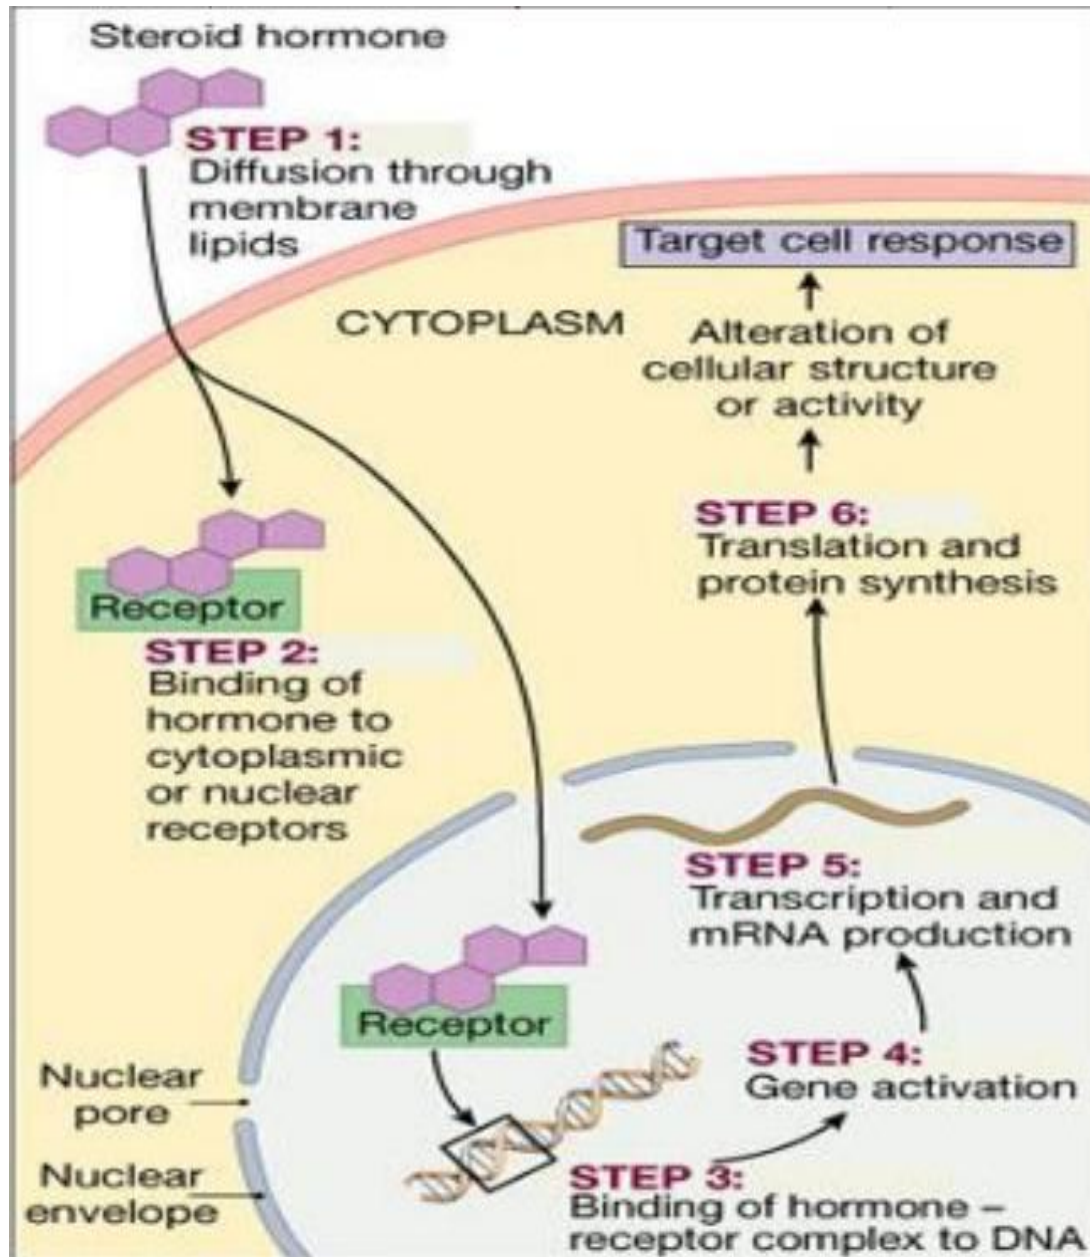 Steroid hormone
STEP 1:
Diffusion through
membrane
lipids
Target cell response
CYTOPLASM
Alteration of
cellular structure
or activity
STEP 6:
Translation and
protein synthesis
Receptor
STEP 2:
Binding of
hormone to
cytoplasmic
or nuclear
receptors
STEP 5:
Transcription and
mRNA production
Receptor
STEP 4:
Gene activation
Nuclear
pore
Nuclear
envelope
STEP 3:
Binding of hormone –
receptor complex to DNA